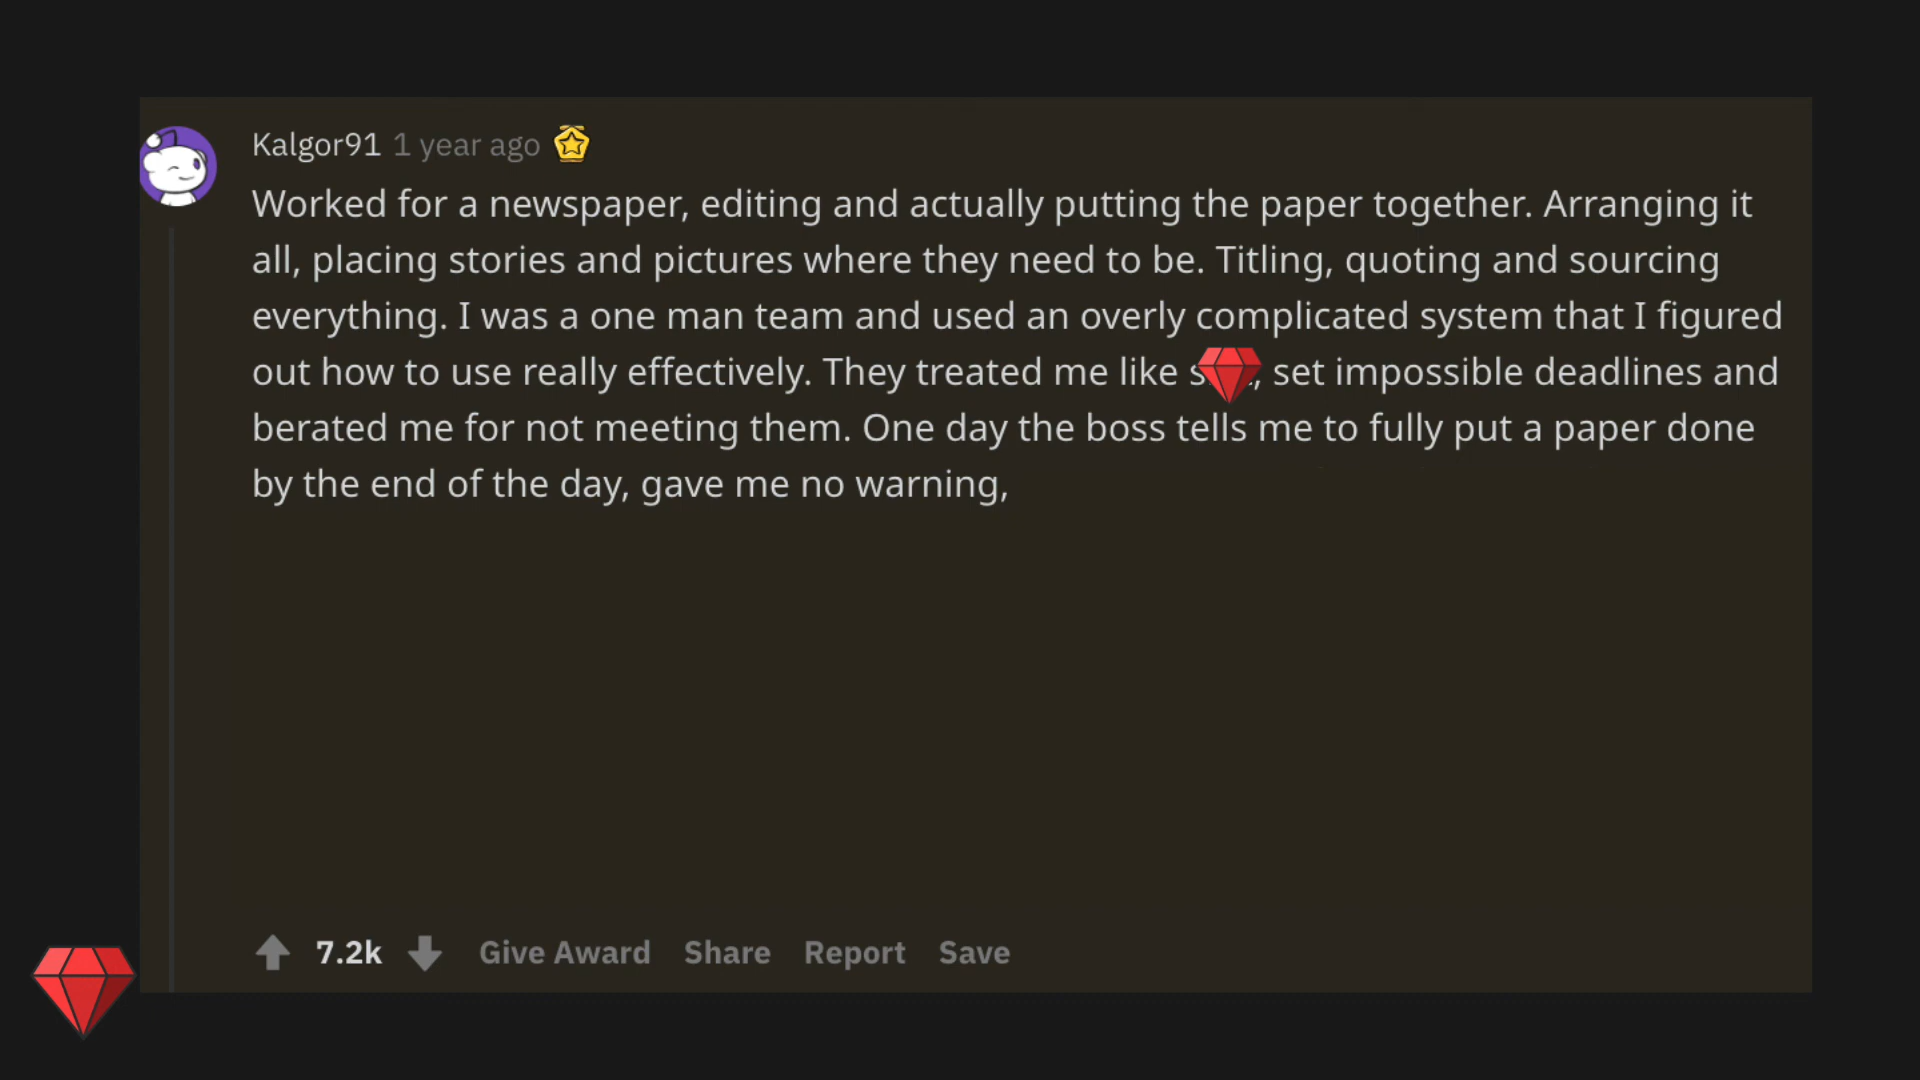 Kalgor91 1 year ago
Worked for a newspaper, editing and actually putting the paper together. Arranging it
all, placing stories and pictures where they need to be. Titling, quoting and sourcing
everything. I was a one man team and used an overly complicated system that I figured
out how to use really effectively. They treated me like , set impossible deadlines and
berated me for not meeting them. One day the boss tells me to fully put a paper done
by the end of the day, gave me no warning,
7.2k Give Award Share Report Save